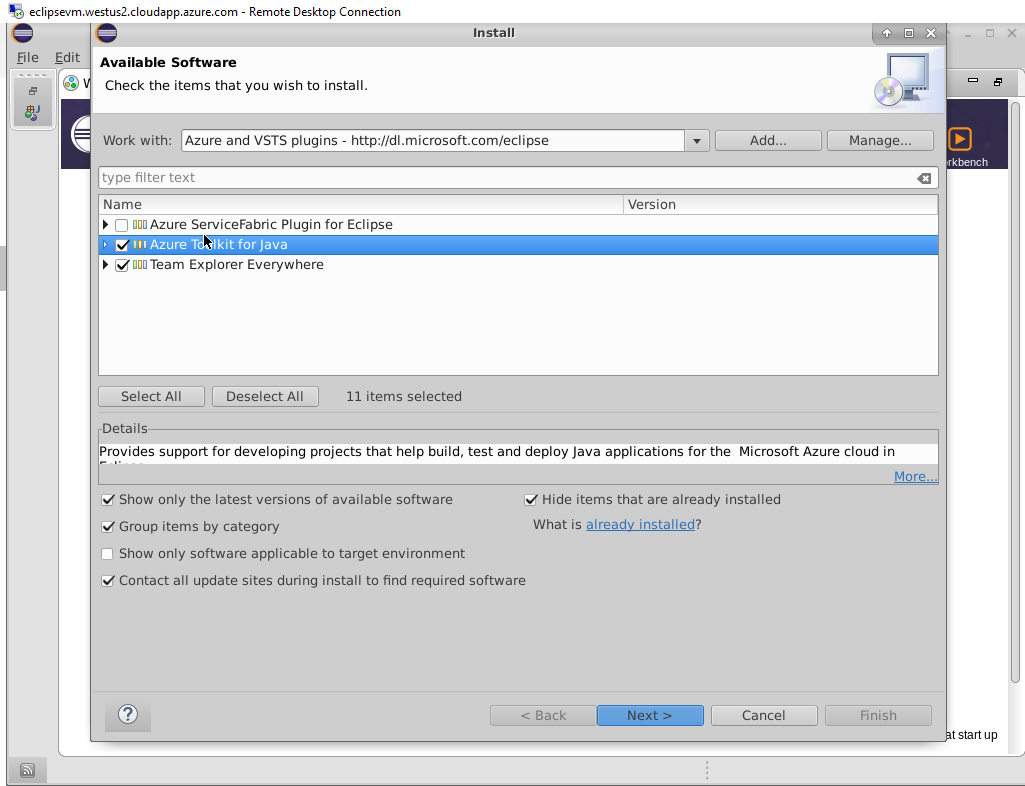 eclipsevm.westus2.cloudapp.azure.com - Remote Desktop Connection
Install
File Edit
W
Available Software
Check the items that you wish to install.
Work with: Azure and VSTS plugins - http://dl.microsoft.com/eclipse Add... Manage...
rkbench
type filter text
Name Version
Azure ServiceFabric Plugin for Eclipse
Azure Toolkit for Java
Team Explorer Everywhere
Select All Deselect All 11 items selected
Details
Provides support for developing projects that help build, test and deploy Java applications for the Microsoft Azure cloud in
More...
Show only the latest versions of available software Hide items that are already installed
Group items by category What is already installed?
Show only software applicable to target environment
Contact all update sites during install to find required software
? < Back Next > Cancel Finish
at start up